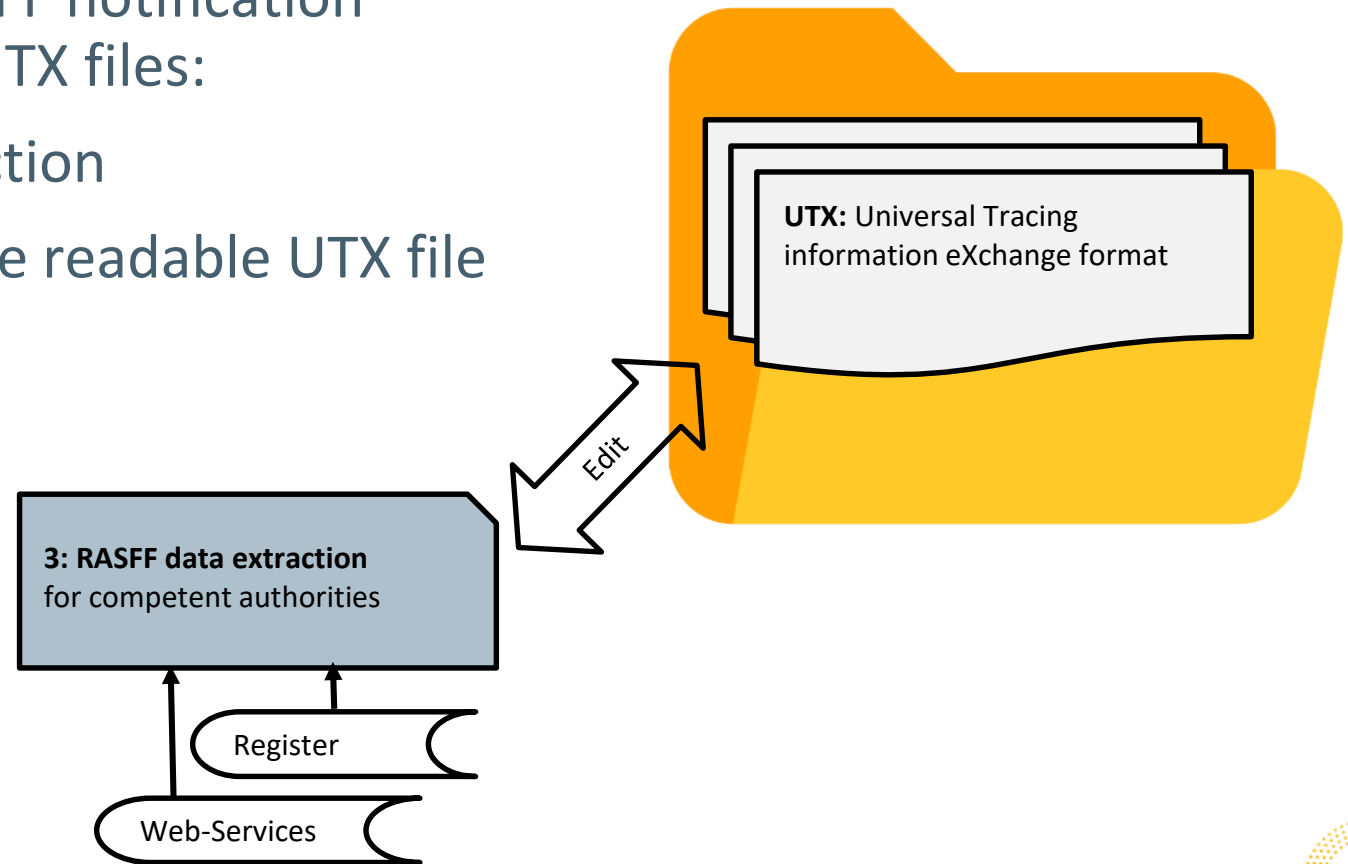 notification
TX files:
readable UTX file
UTX: Universal Tracing
information eXchange format
Edit
3: RASFF data extraction
for competent authorities
Register
Web-Services